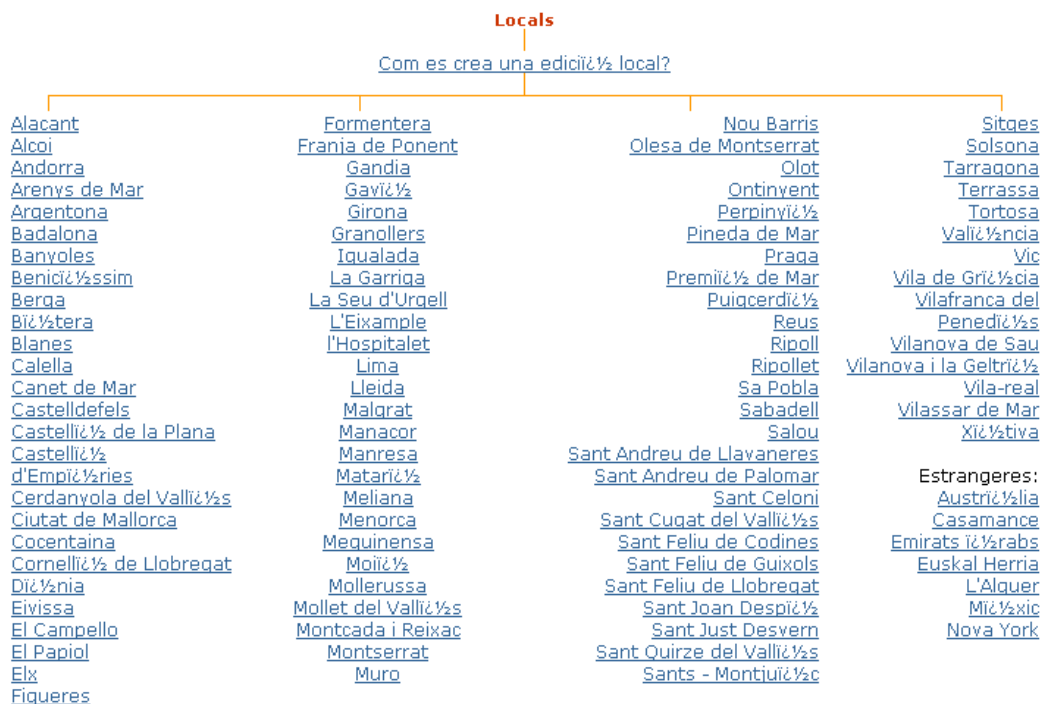 Locals
Com es crea una ediciï¿½ local?
Alacant
Alcoi
Andorra
Arenys de Mar
Argentona
Badalona
Banyoles
Benicï¿½ssim
Berga
Bï¿½tera
Blanes
Calella
Canet de Mar
Castelldefels
Castellï¿½ de la Plana
Castellï¿½
d'Empï¿½ries
Cerdanyola del Vallï¿½s
Ciutat de Mallorca
Cocentaina
Cornellï¿½ de Llobregat
Dï¿½nia
Eivissa
El Campello
El Papiol
Elx
Figueres
Formentera
Franja de Ponent
Gandia
Gavï¿½
Girona
Granollers
Igualada
La Garriga
La Seu d'Urgell
L'Eixample
l'Hospitalet
Lima
Lleida
Malgrat
Manacor
Manresa
Matarï¿½
Meliana
Menorca
Mequinensa
Moiï¿½
Mollerussa
Mollet del Vallï¿½s
Montcada i Reixac
Montserrat
Muro
Nou Barris
Olesa de Montserrat
Olot
Ontinyent
Perpinyï¿½
Pineda de Mar
Praga
Premiï¿½ de Mar
Puigcerdï¿½
Reus
Ripoll
Ripollet
Sa Pobla
Sabadell
Salou
Sant Andreu de Llavaneres
Sant Andreu de Palomar
Sant Celoni
Sant Cugat del Vallï¿½s
Sant Feliu de Codines
Sant Feliu de Guixols
Sant Feliu de Llobregat
Sant Joan Despï¿½
Sant Just Desvern
Sant Quirze del Vallï¿½s
Sants - Montjuï¿½c
Sitges
Solsona
Tarragona
Terrassa
Tortosa
Valï¿½ncia
Vic
Vila de Grï¿½cia
Vilafranca del
Penedï¿½s
Vilanova de Sau
Vilanova i la Geltrï¿½
Vila-real
Vilassar de Mar
Xï¿½tiva
Estrangeres:
Austrï¿½lia
Casamance
Emirats ï¿½rabs
Euskal Herria
L'Alguer
Mï¿½xic
Nova York